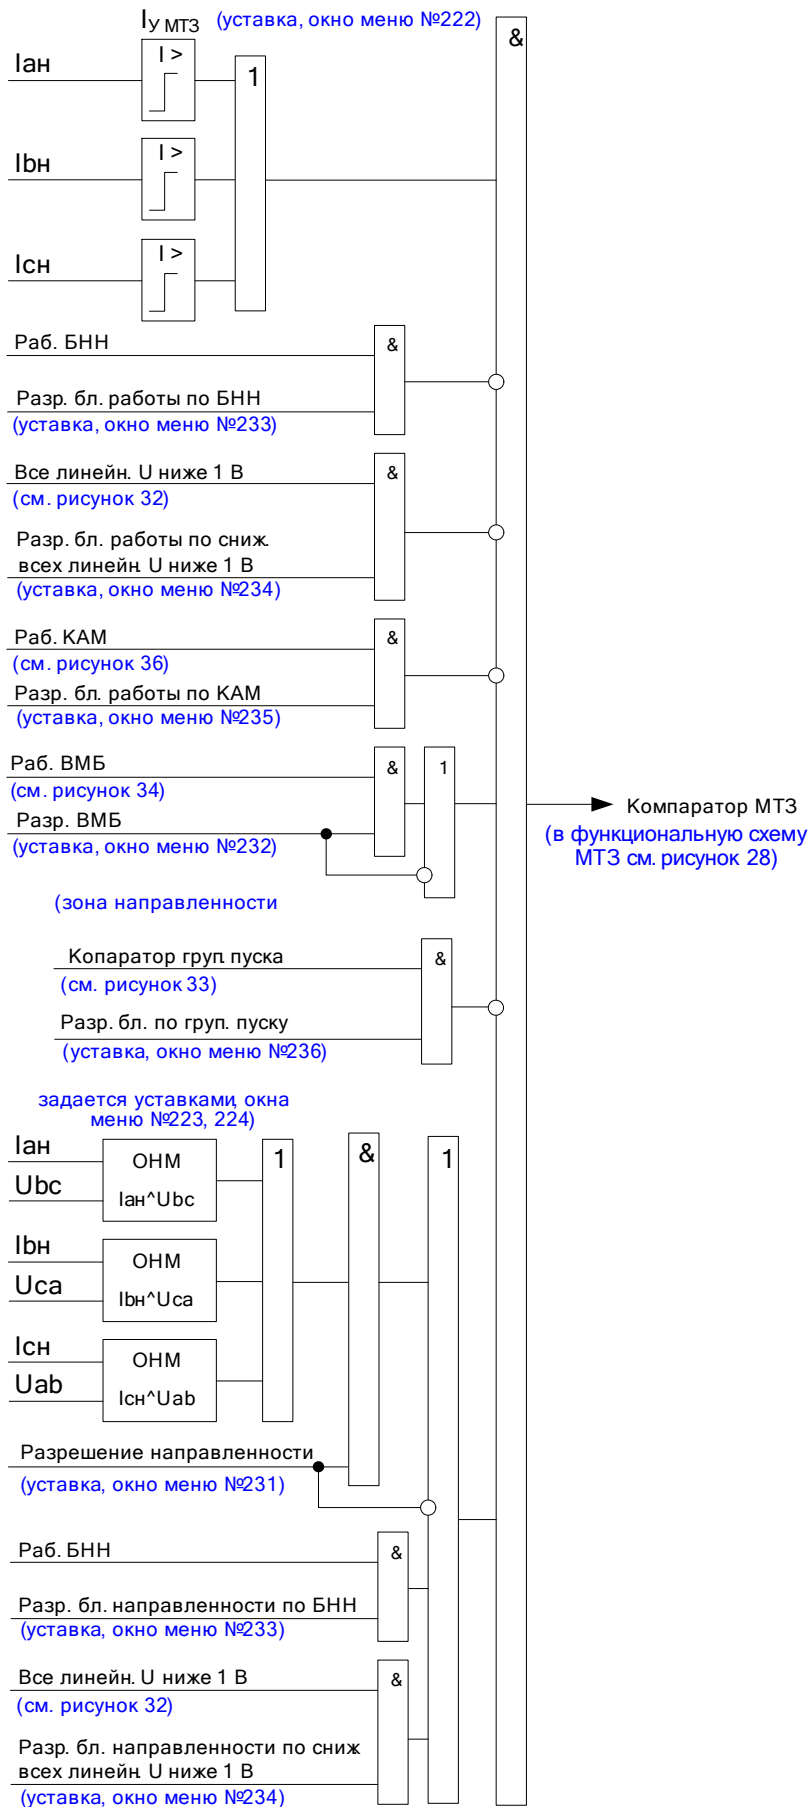 Iу МТЗ (уставка, окно меню №222)
&
Iан
I >
1
Ibн
I >
Iсн
I >
Раб. БНН
&
Разр. бл. работы по БНН
(уставка, окно меню №233)
Все линейн. U ниже 1 В
&
(см. рисунок 32)
Разр. бл. работы по сниж.
всех линейн. U ниже 1 В
(уставка, окно меню №234)
Раб. КАМ
&
(см. рисунок 36)
Разр. бл. работы по КАМ
(уставка, окно меню №235)
Раб. ВМБ
&
1
(см. рисунок 34)
Разр. ВМБ
(уставка, окно меню №232)
Компаратор МТЗ
(в функциональную схему
МТЗ см. рисунок 28)
(зона направленности
Копаратор груп. пуска
&
(см. рисунок 33)
Разр. бл. по груп. пуску
(уставка, окно меню №236)
задается уставками, окна
меню №223, 224)
Iан
ОНМ
1
&
1
Ubc
Iан^Ubc
Ibн
ОНМ
Uca
Ibн^Uca
Iсн
ОНМ
Uab
Iсн^Uab
Разрешение направленности
(уставка, окно меню №231)
Раб. БНН
&
Разр. бл. направленности по БНН
(уставка, окно меню №233)
Все линейн. U ниже 1 В
&
(см. рисунок 32)
Разр. бл. направленности по сниж
всех линейн. U ниже 1 В
(уставка, окно меню №234)